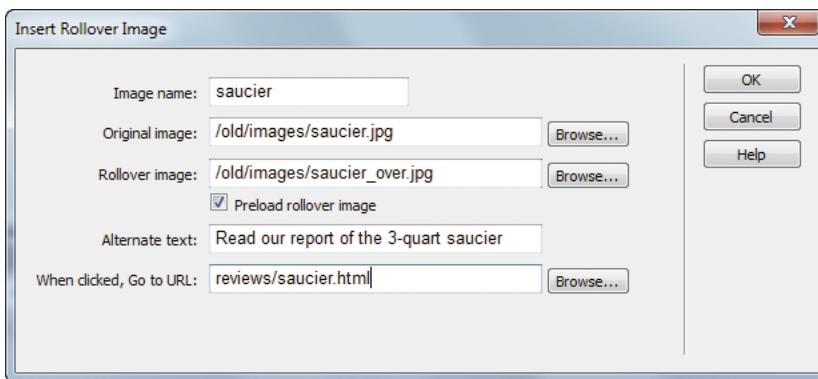 Insert Rollover Image
Image name: saucier
OK
Original image: /old/images/saucier.jpg Browse...
Cancel
Rollover image: /old/images/saucier_over.jpg Browse...
Help
Preload rollover image
Alternate text: Read our report of the 3-quart saucier
When clicked, Go to URL: reviews/saucier.html Browse...